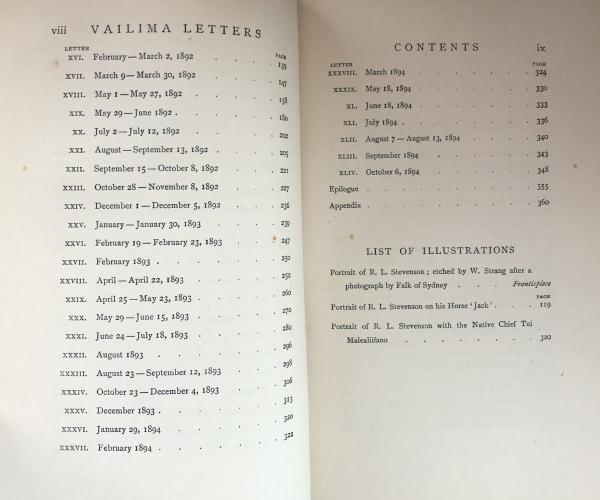 viii VAILIMA LETTERS
LETTER PAGE
XVI. February—March 2, 1892 . . . 139
XVII. March 9—March 30, 1892 . . . 147
XVIII. May 1—May 27, 1892 . . . 158
XIX. May 29—June 1892 . . . . 180
XX. July 2—July 12, 1892 . . . 202
XXI. August—September 13, 1892 . . . 205
XXII. September 15—October 8, 1892 . . . 221
XXIII. October 28—November 8, 1892 . . . 227
XXIV. December 1—December 5, 1892 . . . 236
XXV. January—January 30, 1893 . . . 239
XXVI. February 19—February 23, 1893 . . 247
XXVII. February 1893 . . . . . 250
XXVIII. April—April 22, 1893 . . . . 252
XXIX. April 25—May 23, 1893 . . . . 260
XXX. May 29—June 15, 1893 . . . . 270
XXXI. June 24—July 18, 1893 . . . . 280
XXXII. August 1893 . . . . . 296
XXXIII. August 23—September 12, 1893 . . . 298
XXXIV. October 23—December 4, 1893 . . . 306
XXXV. December 1893 . . . . . 313
XXXVI. January 29, 1894 . . . . . 320
XXXVII. February 1894 . . . . . 322
CONTENTS ix
LETTER PAGE
XXXVIII. March 1894 . . . . . 324
XXXIX. May 18, 1894 . . . . . 330
XL. June 18, 1894 . . . . . 333
XLI. July 1894 . . . . . 336
XLII. August 7—August 13, 1894 . . . . 340
XLIII. September 1894 . . . . . 343
XLIV. October 6, 1894 . . . . . 348
Epilogue . . . . . . . 355
Appendix . . . . . . . 360
LIST OF ILLUSTRATIONS
Portrait of R. L. Stevenson; etched by W. Strang after a
photograph by Falk of Sydney . . . Frontispiece
PAGE
Portrait of R. L. Stevenson on his Horse 'Jack' . . . 119
Portrait of R. L. Stevenson with the Native Chief Tui
Malealiifano . . . . . . 320